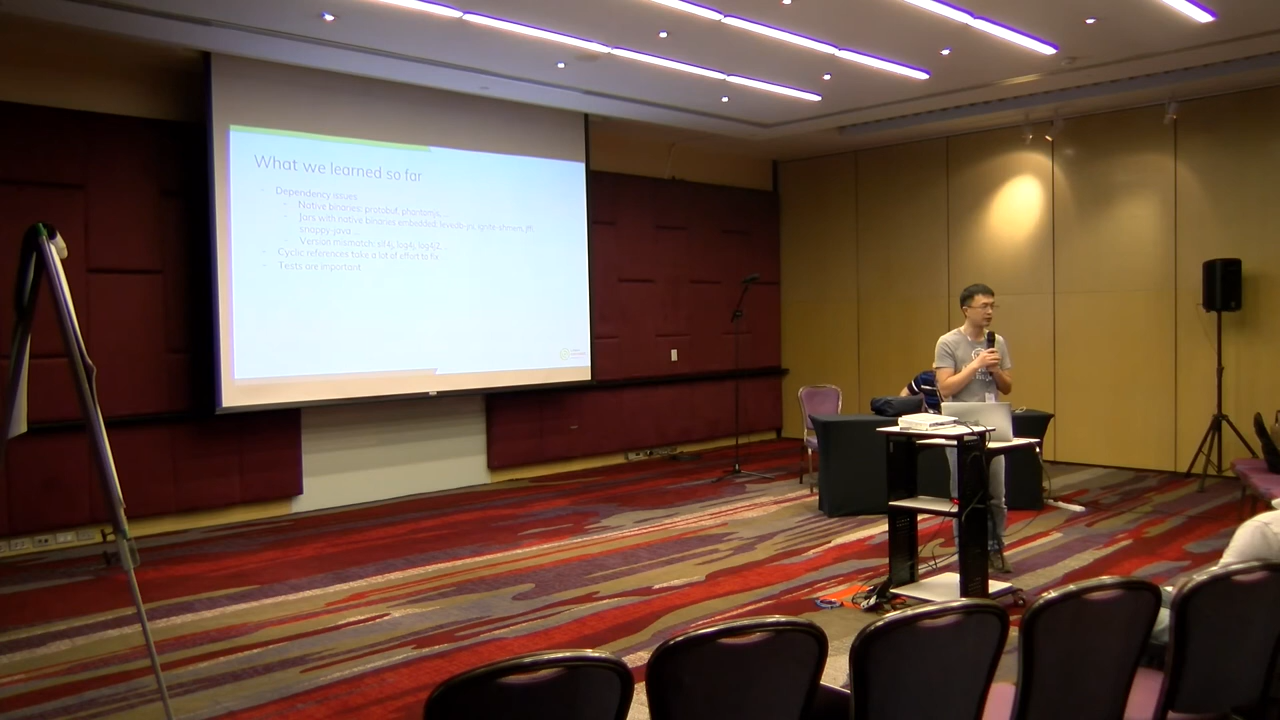 What we learned so far
- Dependency issues
- Native binaries: protobuf, phantomjs, ...
- Jars with native binaries embedded: leveldb-jni, ignite-shmem, jffi,
snappy-java ...
- Version mismatch: slf4j, log4j, log4j2, ...
- Cyclic references take a lot of effort to fix
- Tests are important